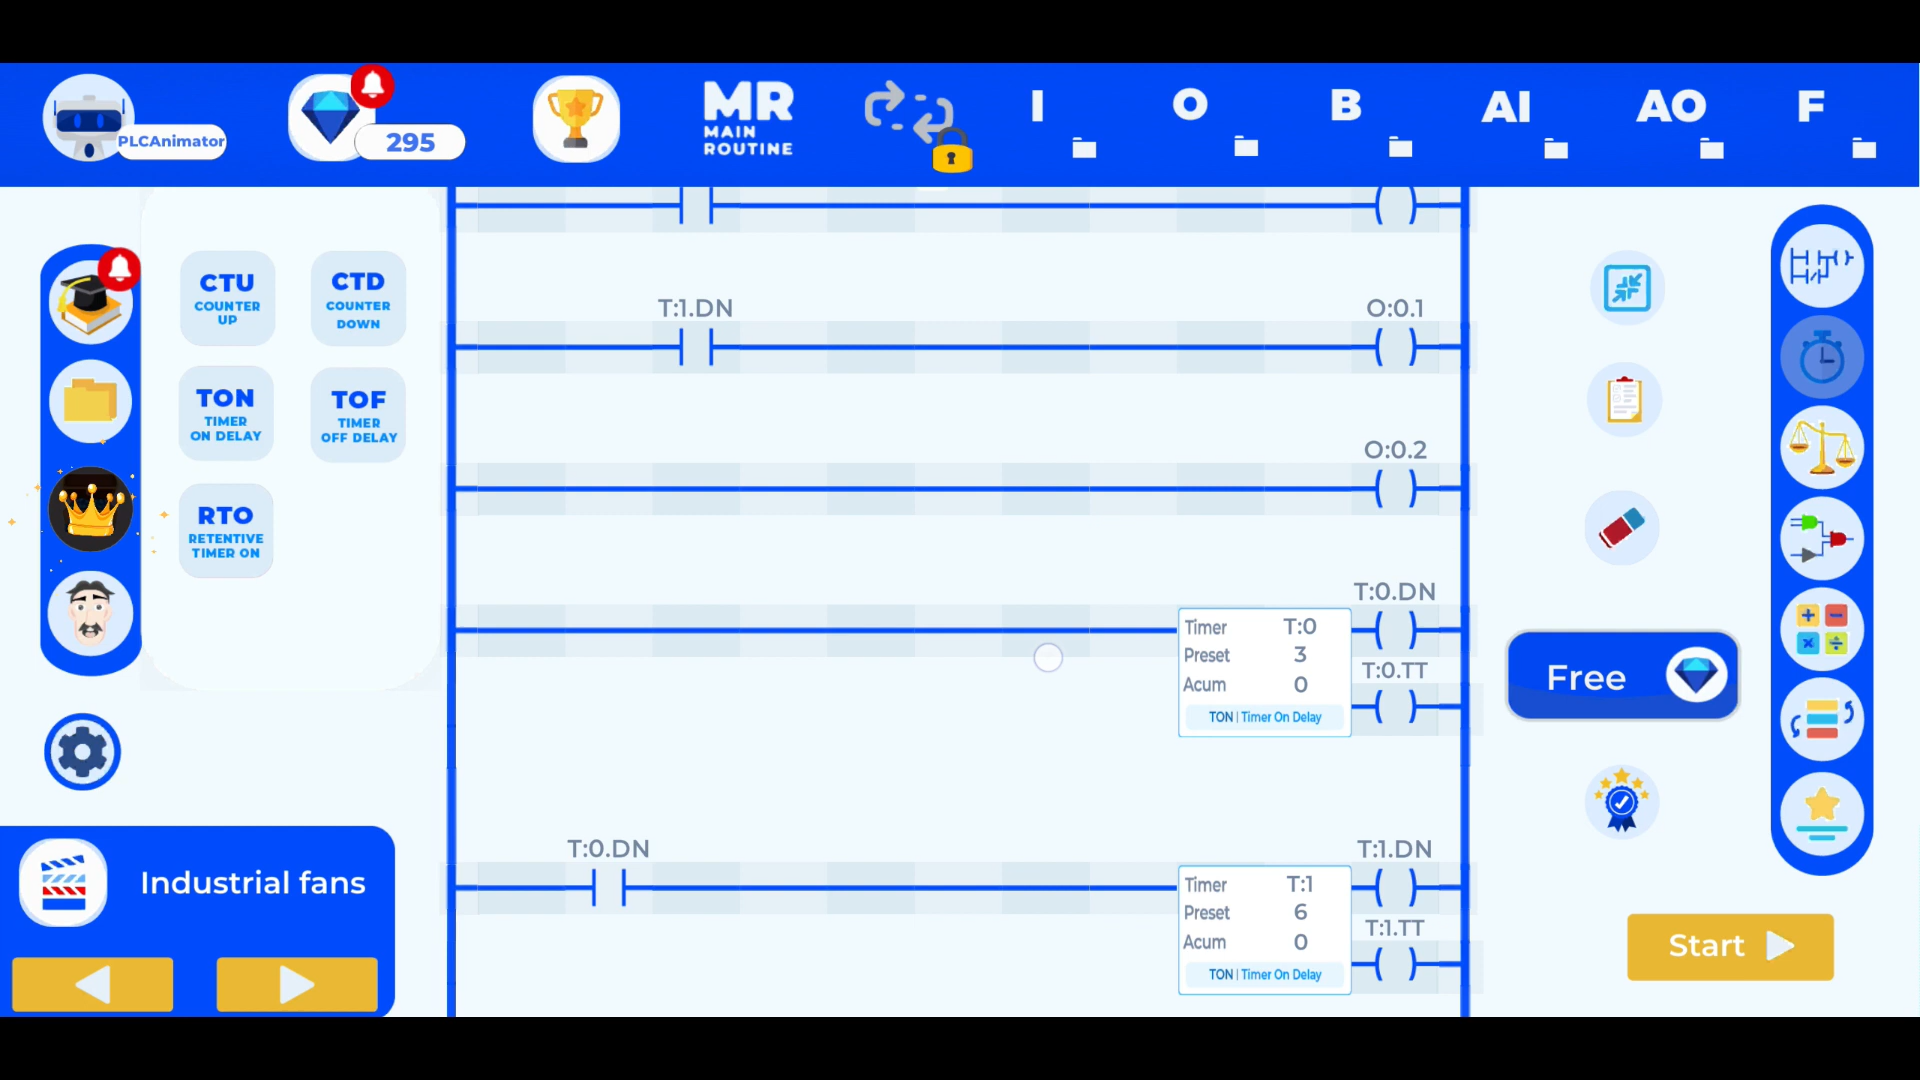 PLCAnimator
295
MR
MAIN
ROUTINE
I
O
B
AI
AO
F
CTU
COUNTER
UP
CTD
COUNTER
DOWN
TON
TIMER
ON DELAY
TOF
TIMER
OFF DELAY
RTO
RETENTIVE
TIMER ON
T:1.DN
O:0.1
O:0.2
T:0.DN
Timer T:0
Preset 3
Acum 0
TON | Timer On Delay
T:0.TT
T:0.DN
T:1.DN
Timer T:1
Preset 6
Acum 0
TON | Timer On Delay
T:1.TT
Free
Start
Industrial fans